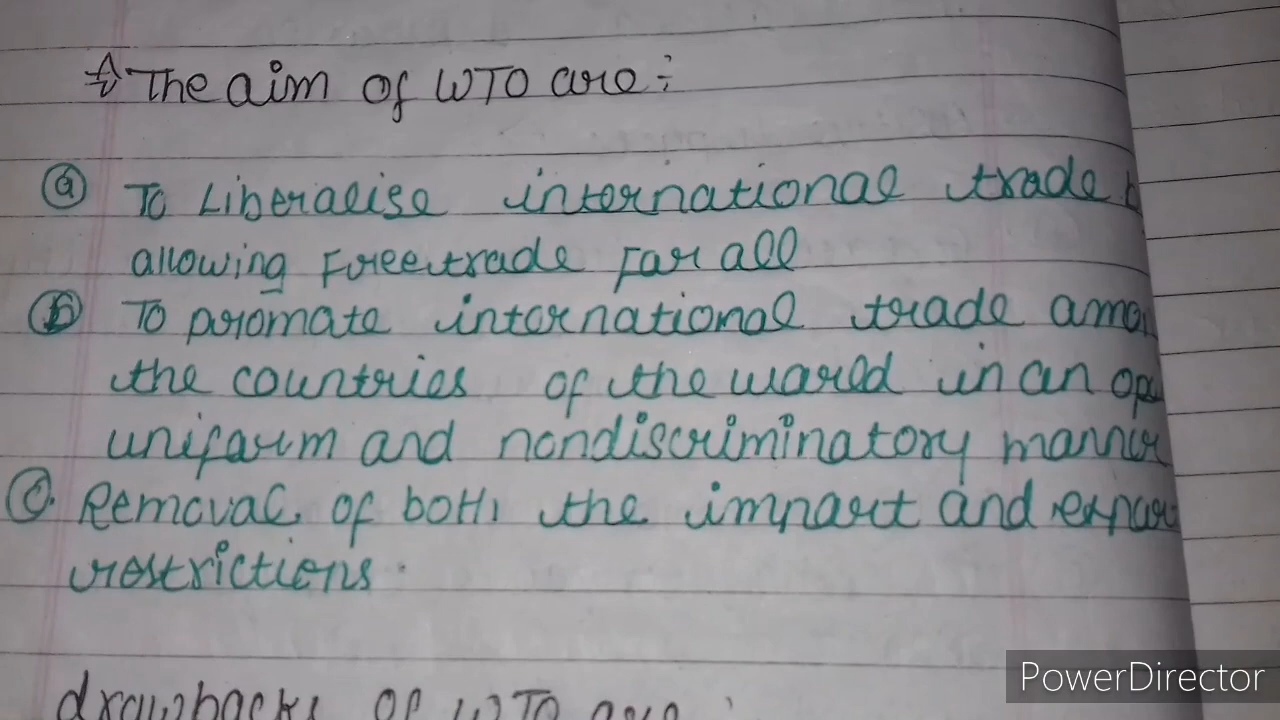 ⇒ The aim of WTO are :
(a) To Liberalise international trade
allowing Free trade For all
(b) To promote international trade
the countries of the world in an
uniform and nondiscriminatory manner
(c). Removal of both the import and export
restrictions.
drawbacks of WTO are :
PowerDirector